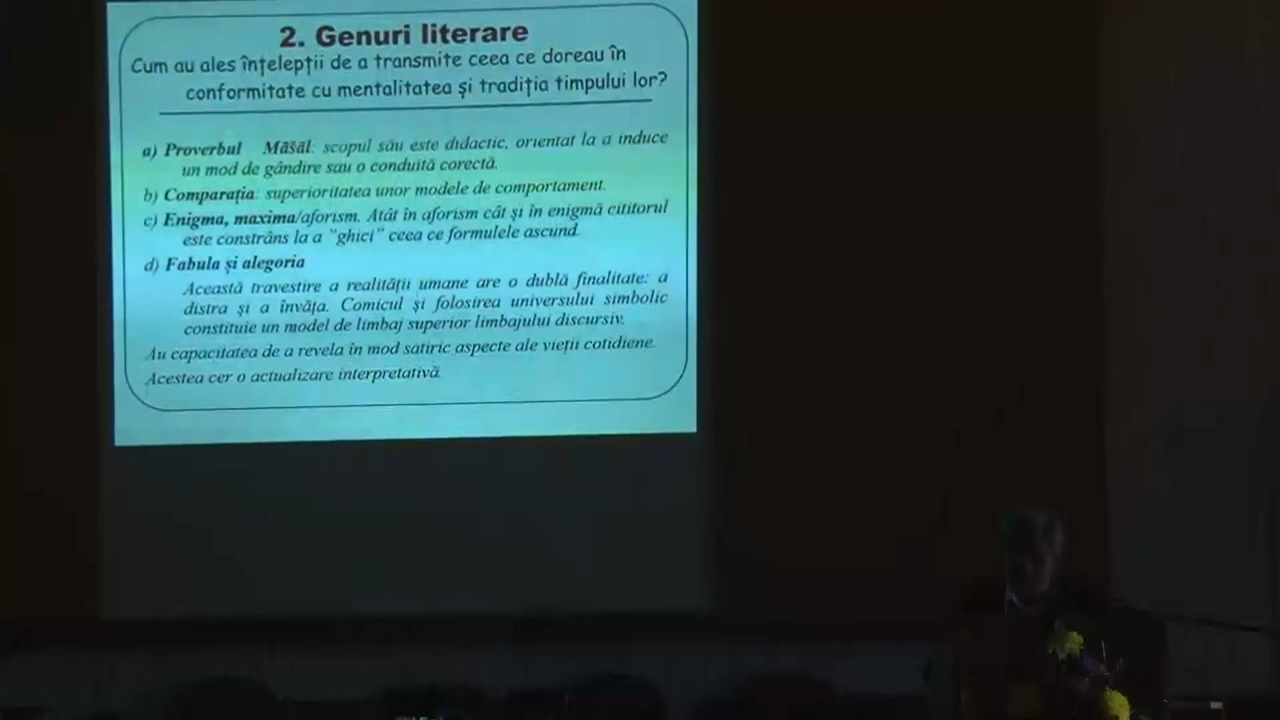 2. Genuri literare
Cum au ales înțelepții de a transmite ceea ce doreau în
conformitate cu mentalitatea și tradiția timpului lor?
a) Proverbul Māšāl: scopul său este didactic, orientat la a induce
un mod de gândire sau o conduită corectă.
b) Comparația: superioritatea unor modele de comportament.
c) Enigma, maxima/aforism. Atât în aforism cât și în enigmă cititorul
este constrâns la a "ghici" ceea ce formulele ascund.
d) Fabula și alegoria
Această travestire a realității umane are o dublă finalitate: a
distra și a învăța. Comicul și folosirea universului simbolic
constituie un model de limbaj superior limbajului discursiv.
Au capacitatea de a revela în mod satiric aspecte ale vieții cotidiene.
Acestea cer o actualizare interpretativă.